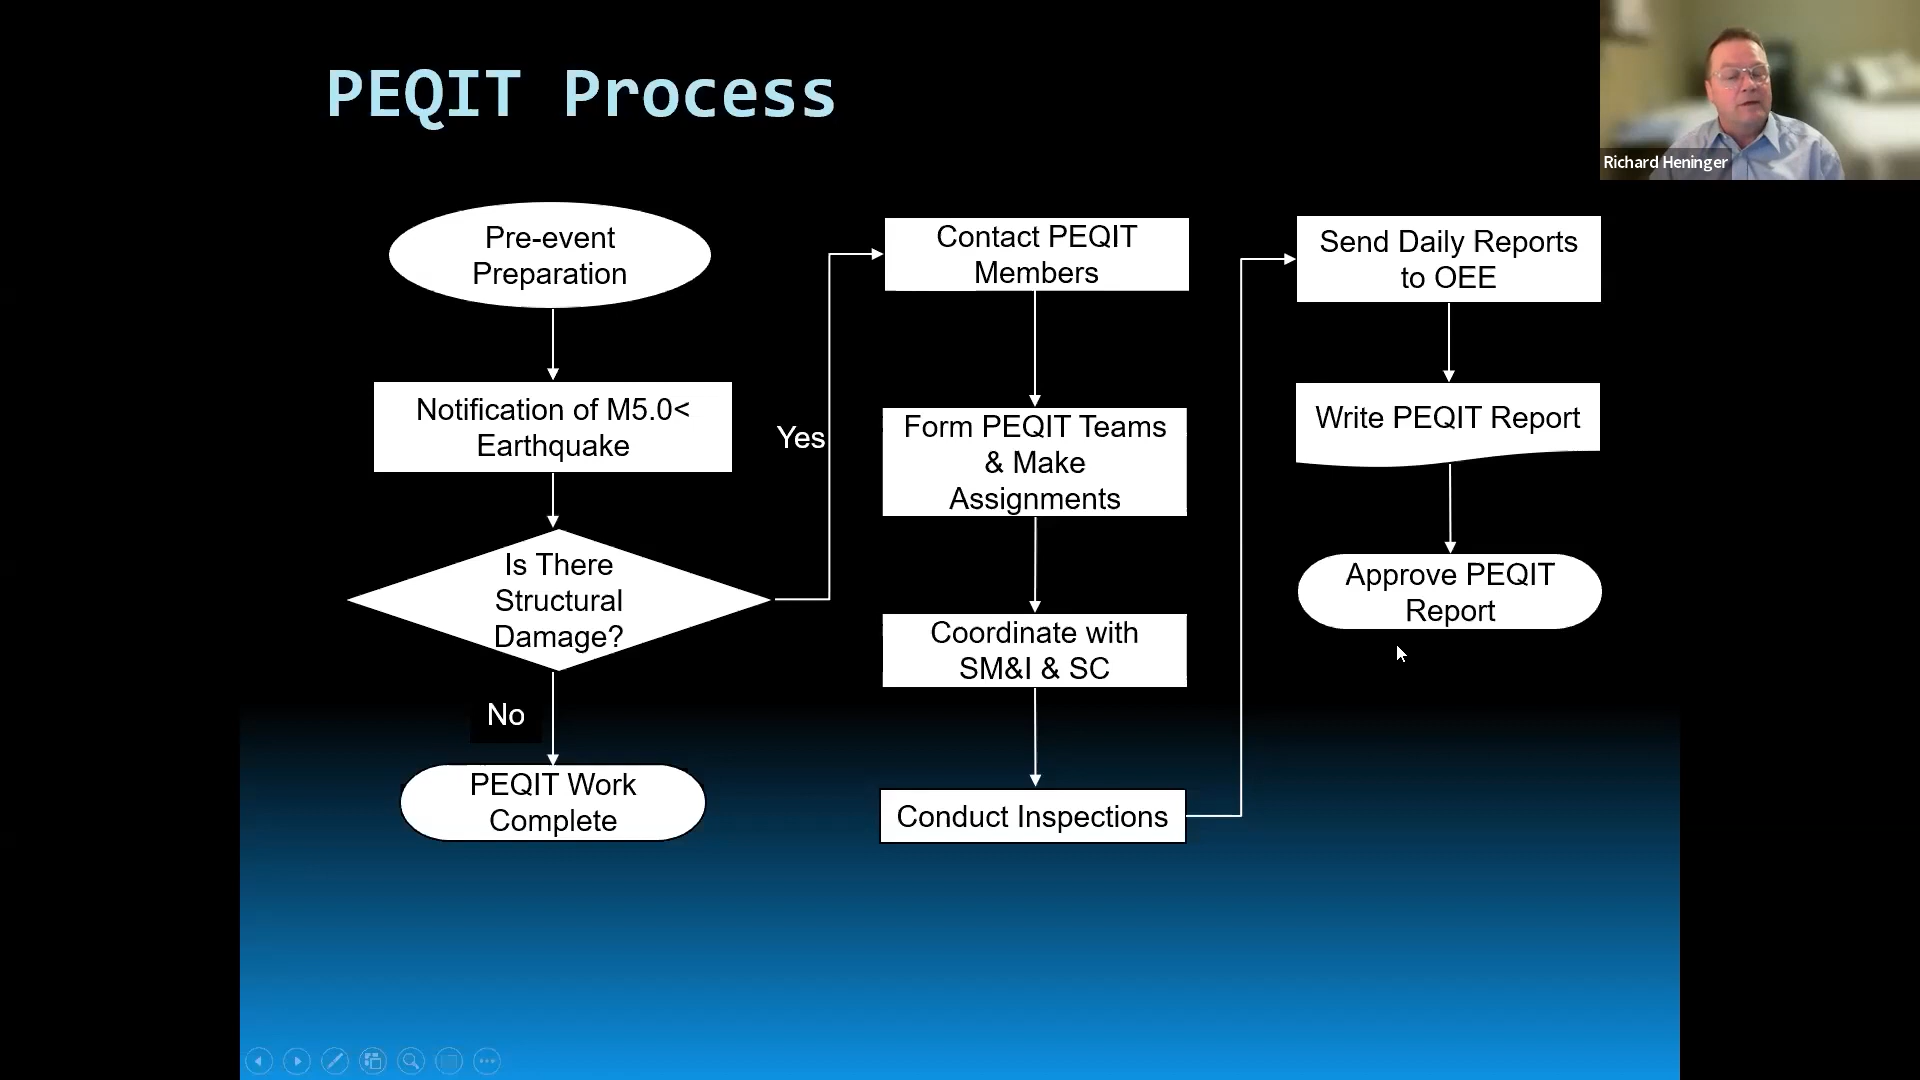 PEQIT Process
Richard Heninger
Pre-event
Preparation
Notification of M5.0<
Earthquake
Is There
Structural
Damage?
No
PEQIT Work
Complete
Yes
Contact PEQIT
Members
Form PEQIT Teams
& Make
Assignments
Coordinate with
SM&I & SC
Conduct Inspections
Send Daily Reports
to OEE
Write PEQIT Report
Approve PEQIT
Report